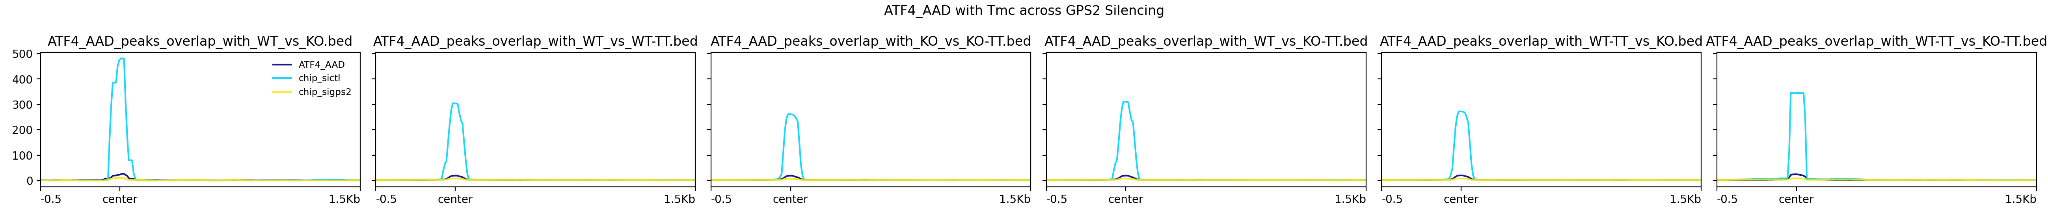 ATF4_AAD with Tmc across GPS2 Silencing
ATF4_AAD_peaks_overlap_with_WT_vs_KO.bed
ATF4_AAD_peaks_overlap_with_WT_vs_WT-TT.bed
ATF4_AAD_peaks_overlap_with_KO_vs_KO-TT.bed
ATF4_AAD_peaks_overlap_with_WT_vs_KO-TT.bed
ATF4_AAD_peaks_overlap_with_WT-TT_vs_KO.bed
ATF4_AAD_peaks_overlap_with_WT-TT_vs_KO-TT.bed
500
400
300
200
100
0
ATF4_AAD
chip_sictl
chip_sigps2
-0.5 center 1.5Kb
-0.5 center 1.5Kb
-0.5 center 1.5Kb
-0.5 center 1.5Kb
-0.5 center 1.5Kb
-0.5 center 1.5Kb